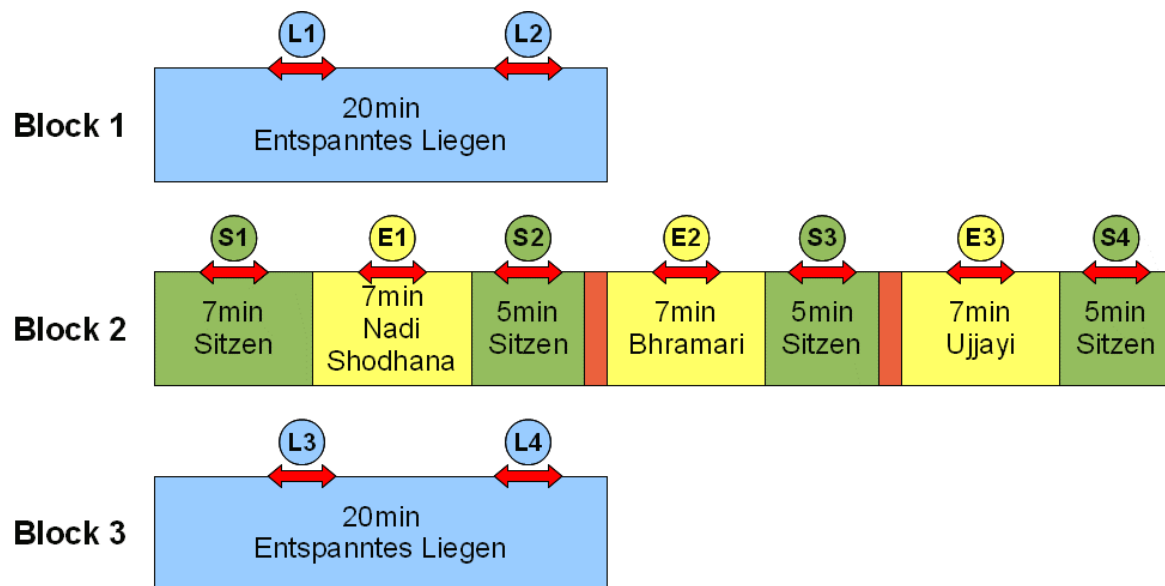 L1 L2
Block 1
20min
Entspanntes Liegen
S1 E1 S2 E2 S3 E3 S4
Block 2
7min
Sitzen
7min
Nadi
Shodhana
5min
Sitzen
7min
Bhramari
5min
Sitzen
7min
Ujjayi
5min
Sitzen
L3 L4
Block 3
20min
Entspanntes Liegen